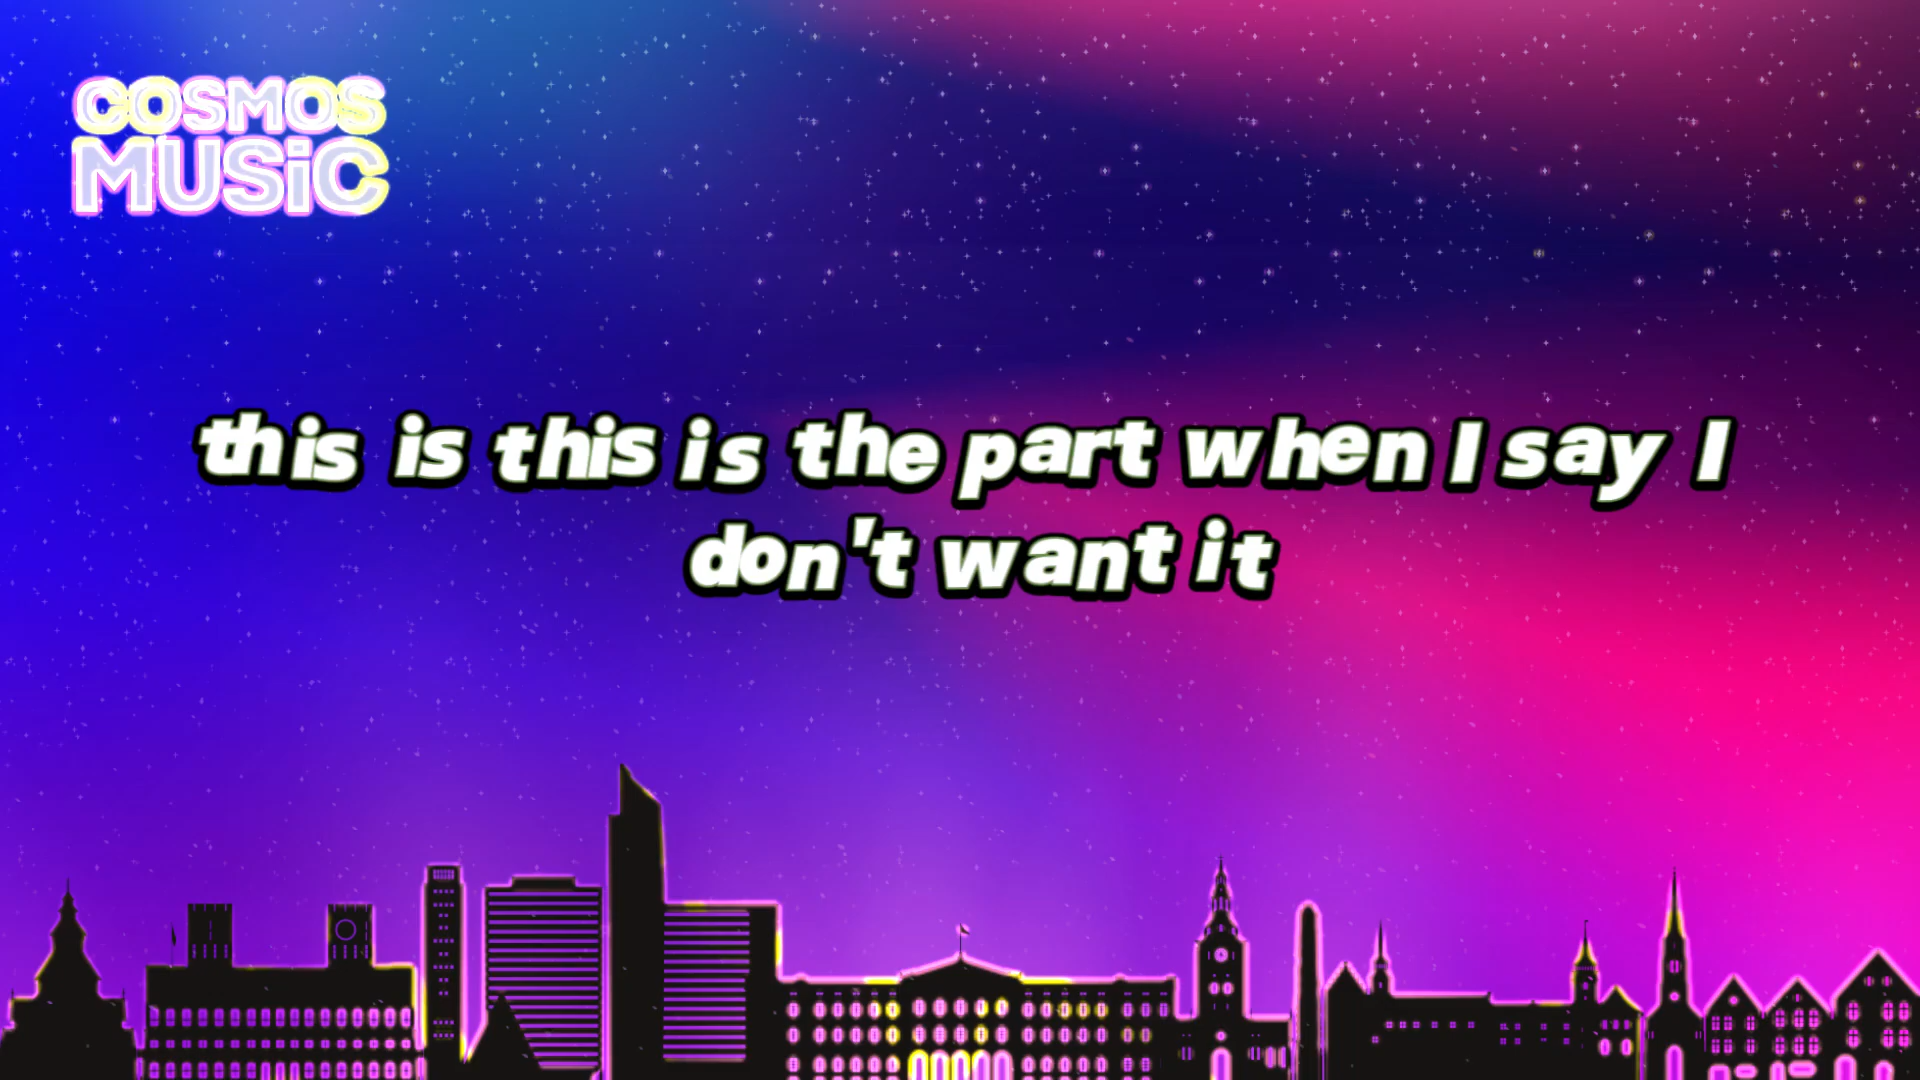 COSMOS
MUSiC
this is this is the part when I say I
don't want it